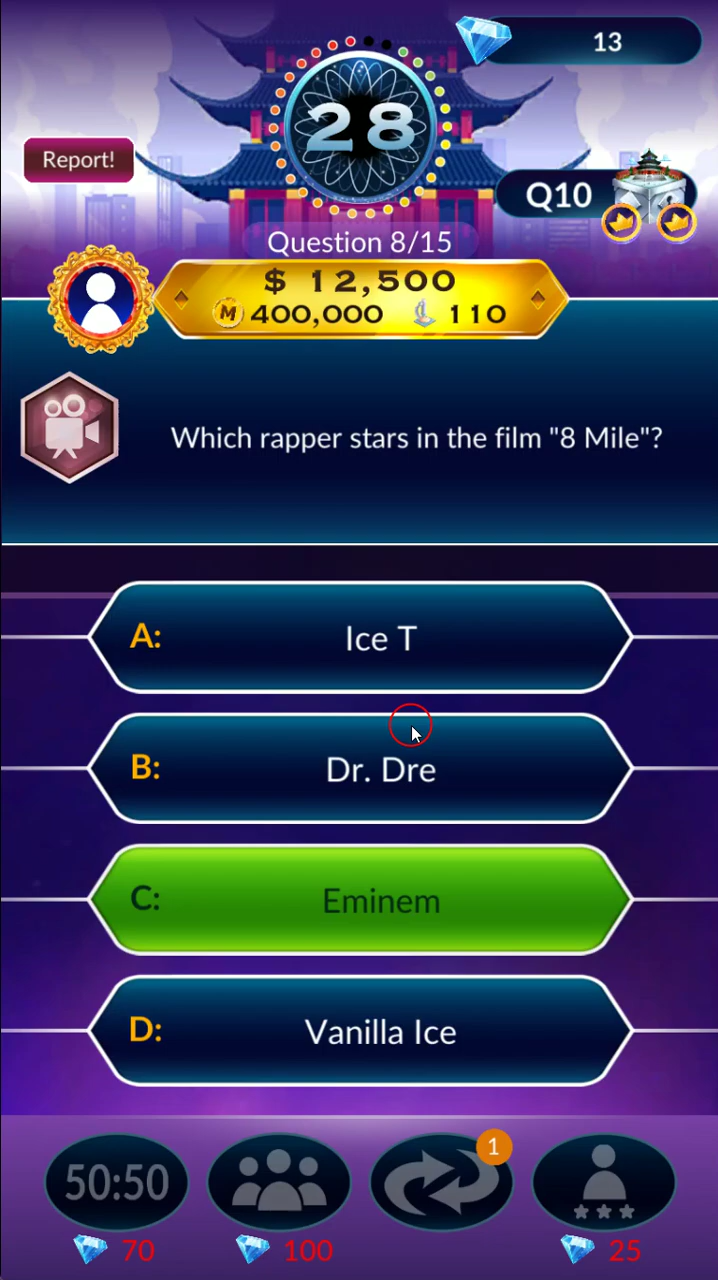 13
28
Report!
Q10
Question 8/15
$ 12,500
M 400,000 110
Which rapper stars in the film "8 Mile"?
A: Ice T
B: Dr. Dre
C: Eminem
D: Vanilla Ice
50:50
1
70 100 25